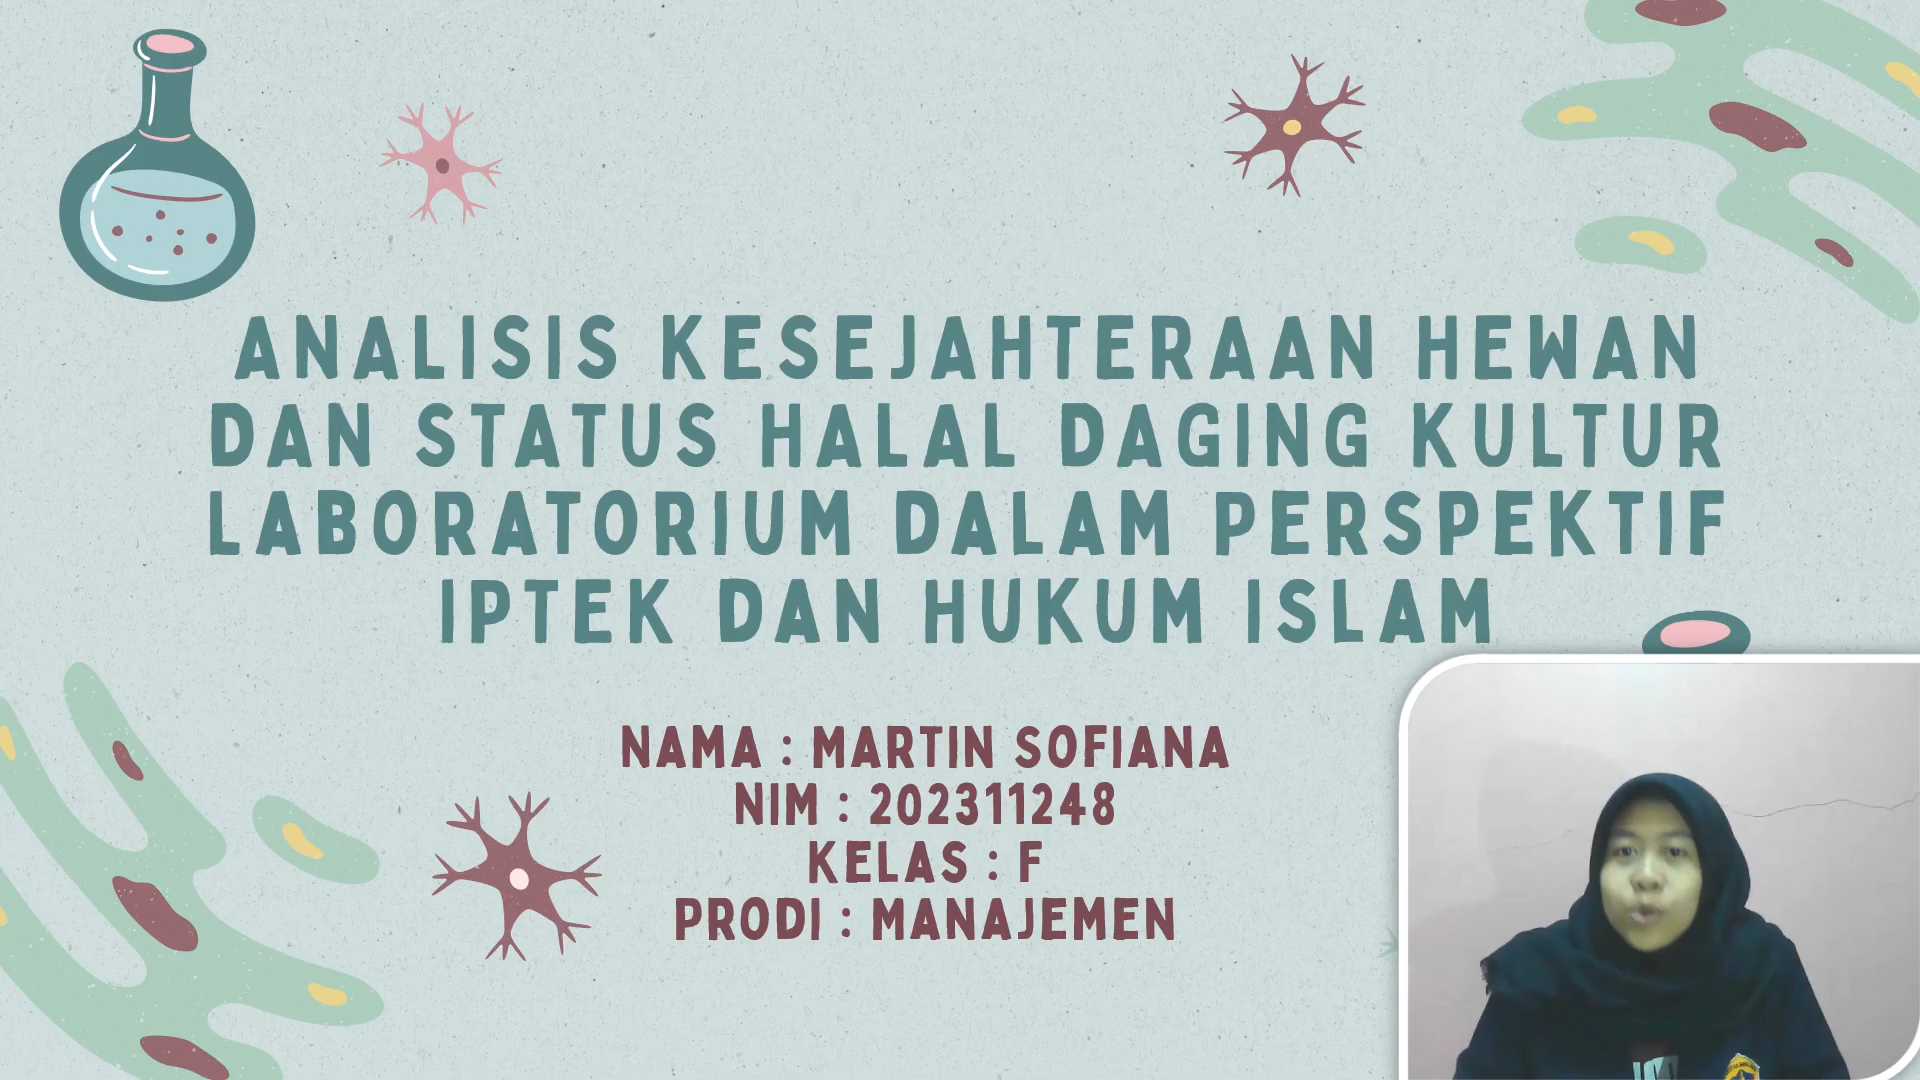 ANALISIS KESEJAHTERAAN HEWAN
DAN STATUS HALAL DAGING KULTUR
LABORATORIUM DALAM PERSPEKTIF
IPTEK DAN HUKUM ISLAM
NAMA : MARTIN SOFIANA
NIM : 202311248
KELAS : F
PRODI : MANAJEMEN